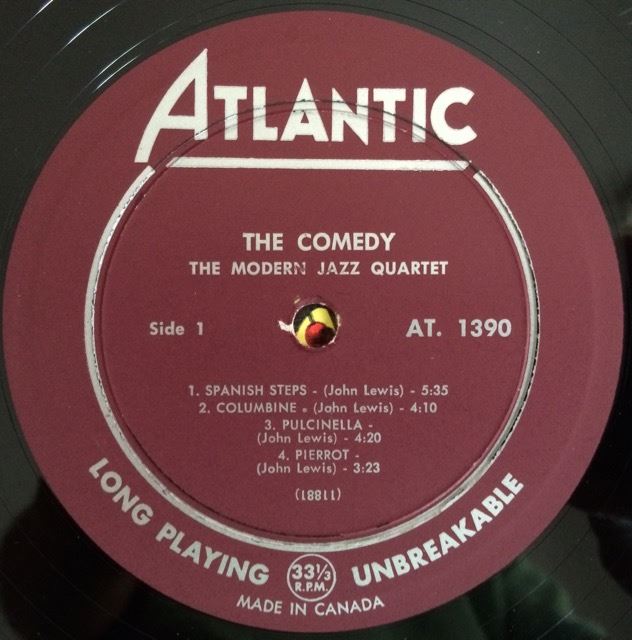 ATLANTIC
THE COMEDY
THE MODERN JAZZ QUARTET
Side 1
AT. 1390
1. SPANISH STEPS - (John Lewis) - 5:35
2. COLUMBINE - (John Lewis) - 4:10
3. PULCINELLA -
(John Lewis) - 4:20
4. PIERROT -
(John Lewis) - 3:23
(11881)
LONG PLAYING 33⅓ R.P.M. UNBREAKABLE
MADE IN CANADA